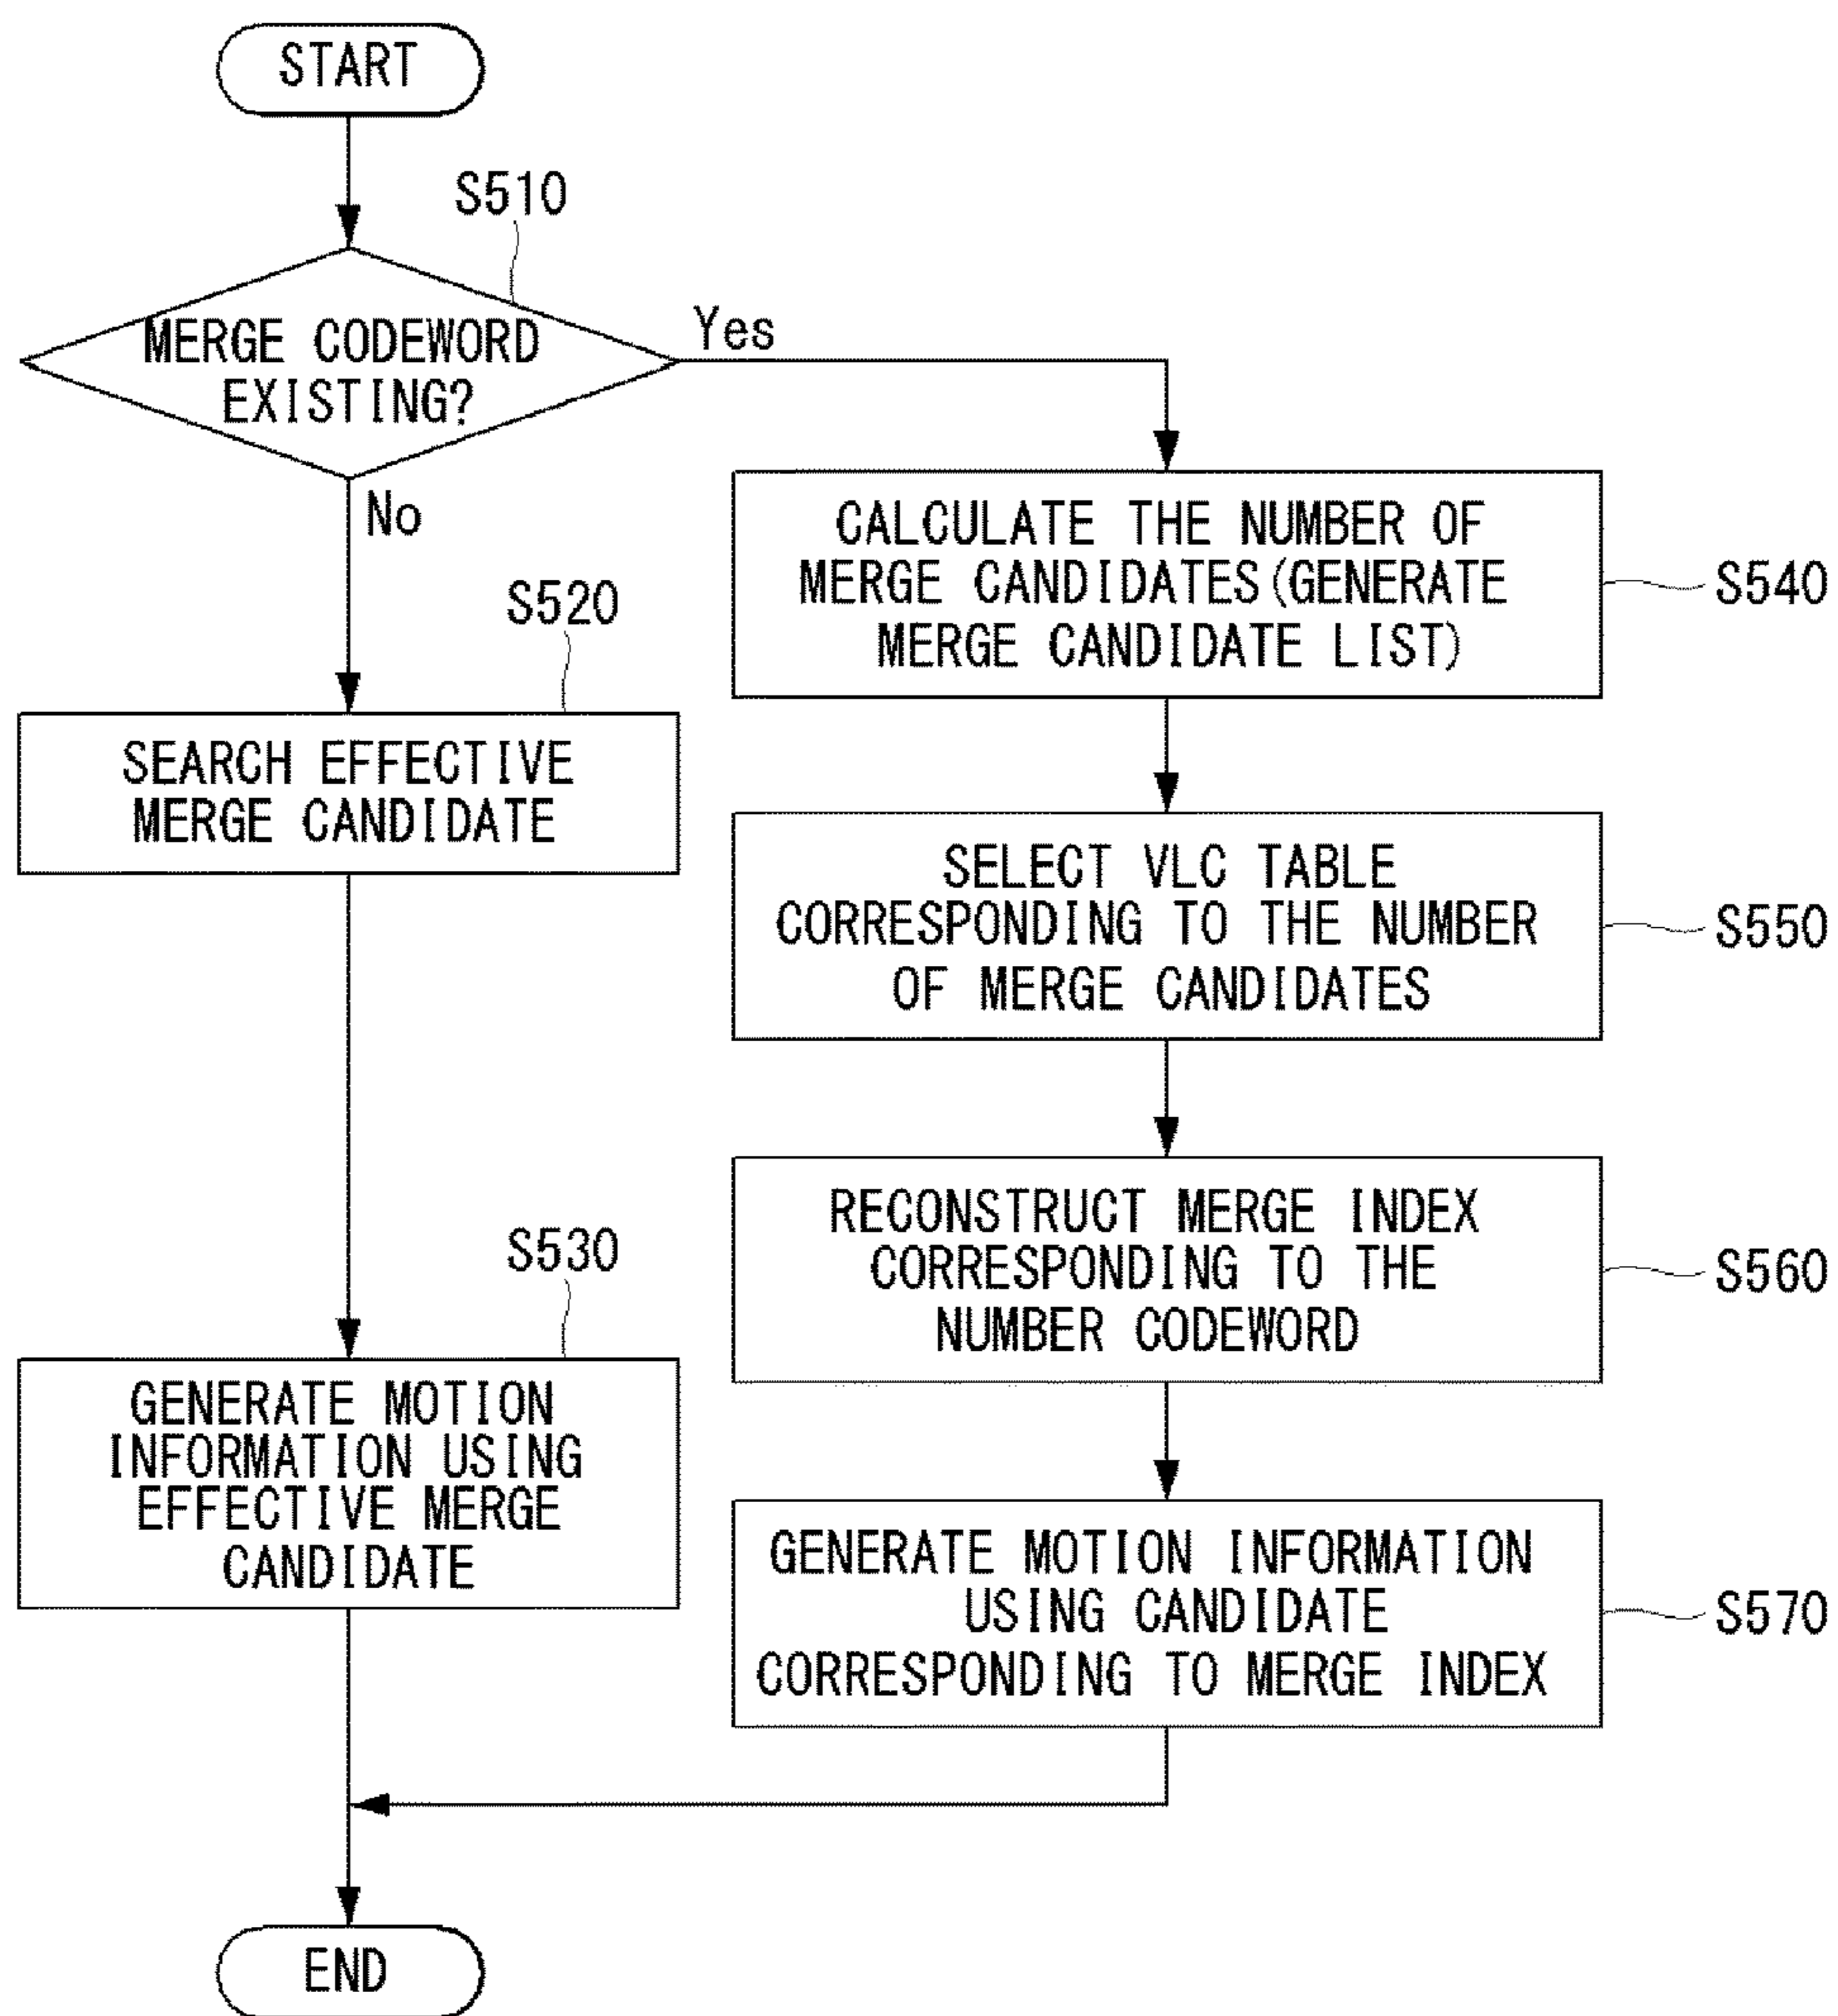 START
S510
MERGE CODEWORD
EXISTING?
Yes
No
S520
SEARCH EFFECTIVE
MERGE CANDIDATE
S530
GENERATE MOTION
INFORMATION USING
EFFECTIVE MERGE
CANDIDATE
CALCULATE THE NUMBER OF
MERGE CANDIDATES(GENERATE
MERGE CANDIDATE LIST)
S540
SELECT VLC TABLE
CORRESPONDING TO THE NUMBER
OF MERGE CANDIDATES
S550
RECONSTRUCT MERGE INDEX
CORRESPONDING TO THE
NUMBER CODEWORD
S560
GENERATE MOTION INFORMATION
USING CANDIDATE
CORRESPONDING TO MERGE INDEX
S570
END